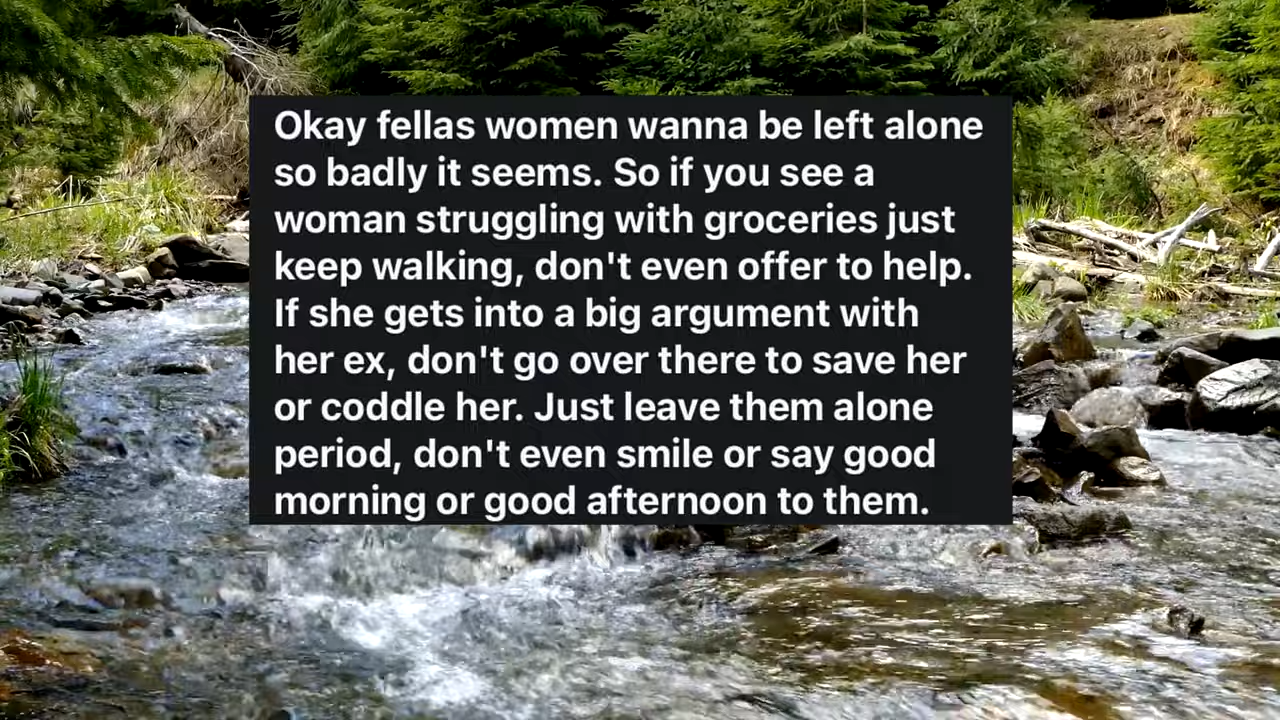 Okay fellas women wanna be left alone
so badly it seems. So if you see a
woman struggling with groceries just
keep walking, don't even offer to help.
If she gets into a big argument with
her ex, don't go over there to save her
or coddle her. Just leave them alone
period, don't even smile or say good
morning or good afternoon to them.